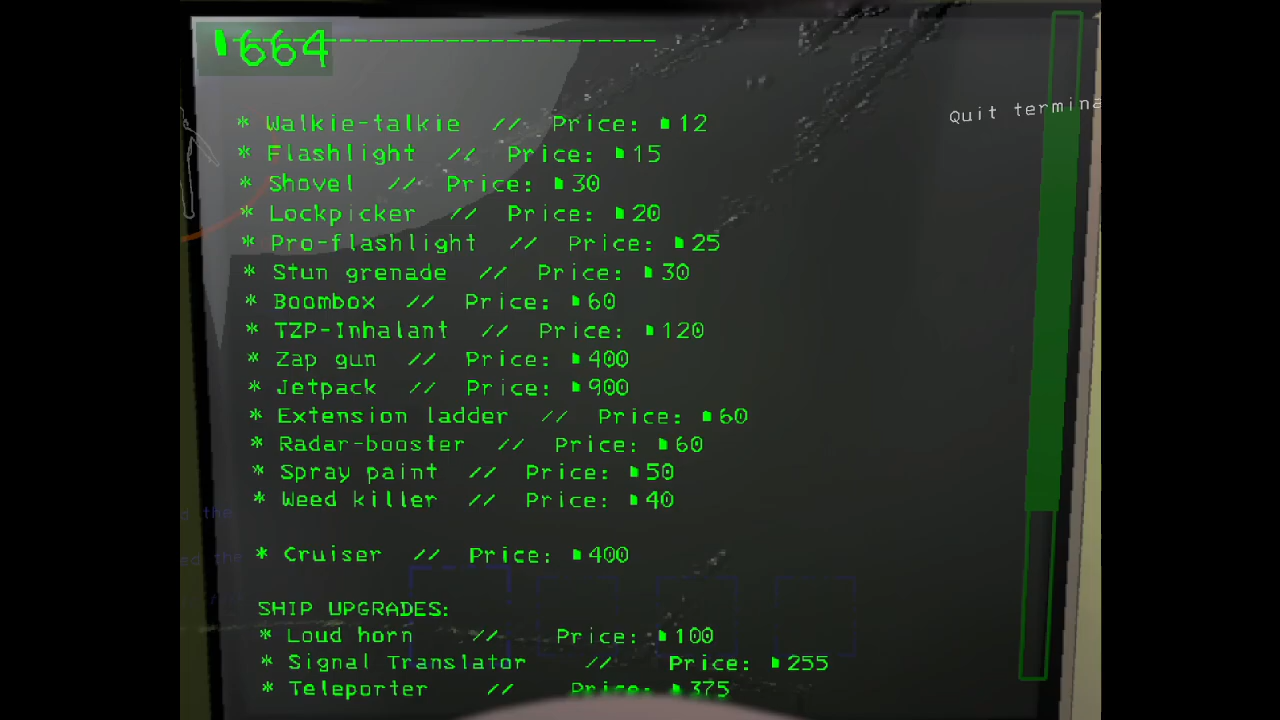 ▮664
--------------------------------
* Walkie-talkie // Price: ▮12
Quit termina
* Flashlight // Price: ▮15
* Shovel // Price: ▮30
* Lockpicker // Price: ▮20
* Pro-flashlight // Price: ▮25
* Stun grenade // Price: ▮30
* Boombox // Price: ▮60
* TZP-Inhalant // Price: ▮120
* Zap gun // Price: ▮400
* Jetpack // Price: ▮900
* Extension ladder // Price: ▮60
* Radar-booster // Price: ▮60
* Spray paint // Price: ▮50
* Weed killer // Price: ▮40
d the
* Cruiser // Price: ▮400
ed the
SHIP UPGRADES:
* Loud horn // Price: ▮100
* Signal Translator // Price: ▮255
* Teleporter // Price: ▮375